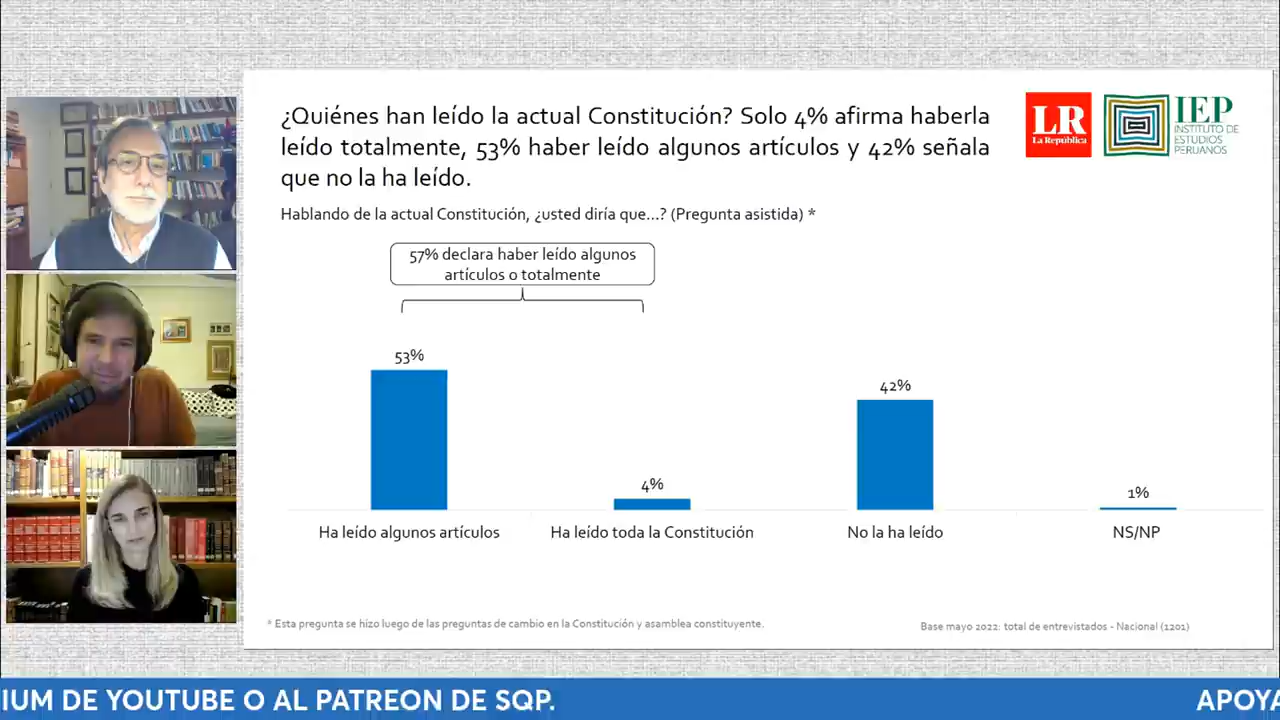 ¿Quiénes han leído la actual Constitución? Solo 4% afirma haberla
leído totalmente, 53% haber leído algunos artículos y 42% señala
que no la ha leído.
LR
La República
IEP
INSTITUTO DE
ESTUDIOS
PERUANOS
Hablando de la actual Constitución, ¿usted diría que...? (Pregunta asistida) *
57% declara haber leído algunos
artículos o totalmente
53%
4%
42%
1%
Ha leído algunos artículos
Ha leído toda la Constitución
No la ha leído
NS/NP
* Esta pregunta se hizo luego de las preguntas de cambio en la Constitución y asamblea constituyente.
Base mayo 2022: total de entrevistados - Nacional (1201)
IUM DE YOUTUBE O AL PATREON DE SQP.
APOYA